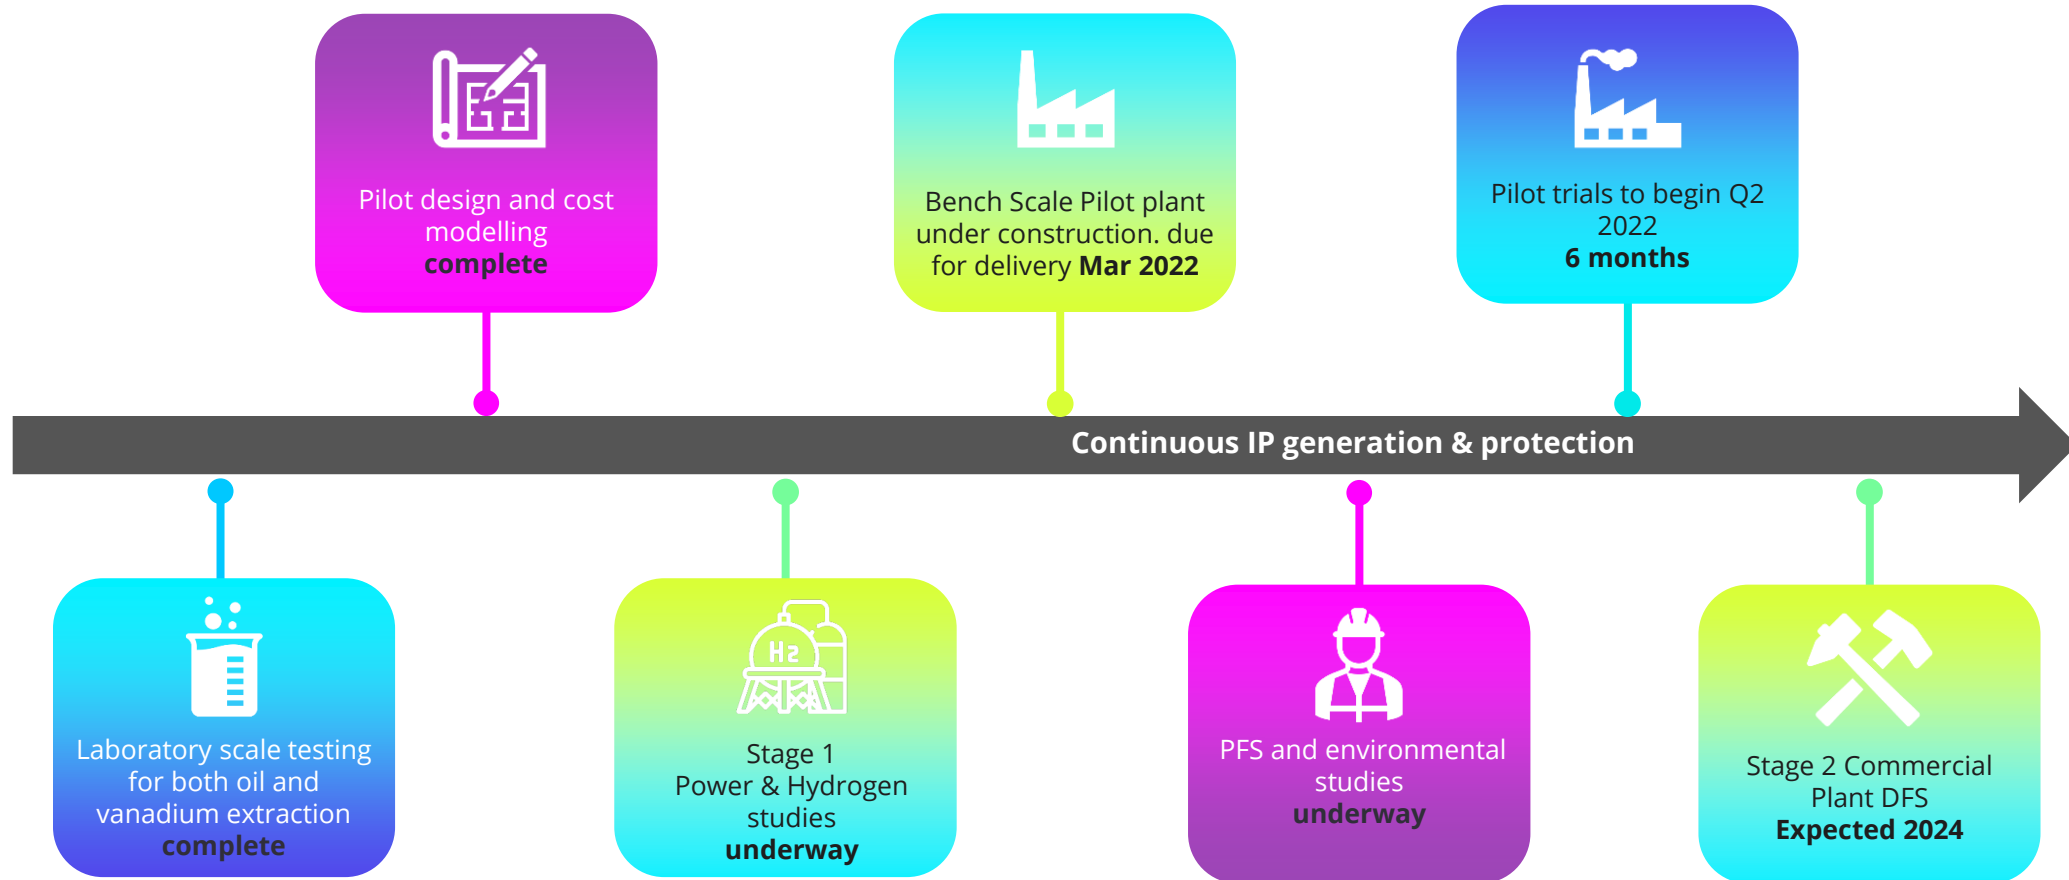 Pilot design and cost
modelling
complete
Bench Scale Pilot plant
under construction. due
for delivery Mar 2022
Pilot trials to begin Q2
2022
6 months
Continuous IP generation & protection
Laboratory scale testing
for both oil and
vanadium extraction
complete
H2
Stage 1
Power & Hydrogen
studies
underway
PFS and environmental
studies
underway
Stage 2 Commercial
Plant DFS
Expected 2024